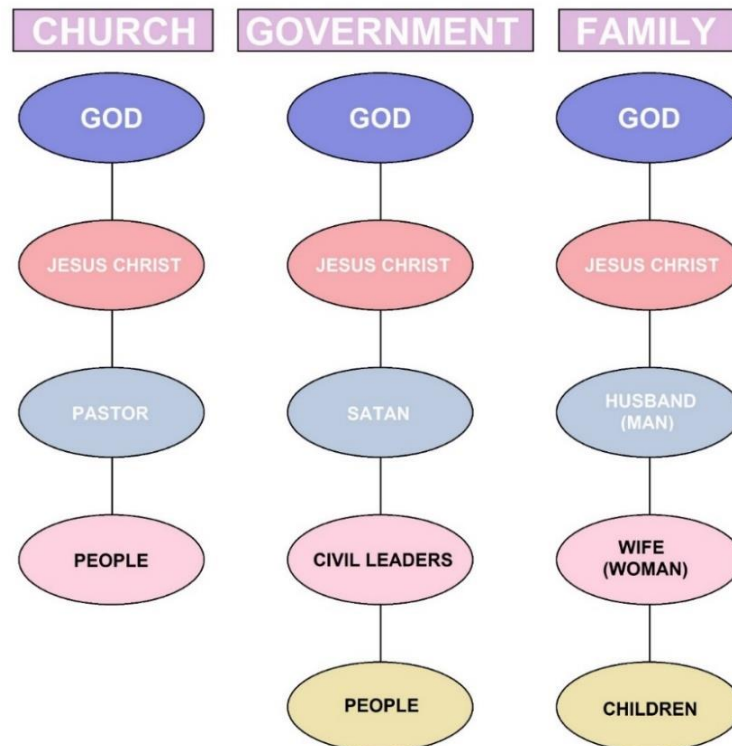 CHURCH
GOD
JESUS CHRIST
PASTOR
PEOPLE
GOVERNMENT
GOD
JESUS CHRIST
SATAN
CIVIL LEADERS
PEOPLE
FAMILY
GOD
JESUS CHRIST
HUSBAND
(MAN)
WIFE
(WOMAN)
CHILDREN